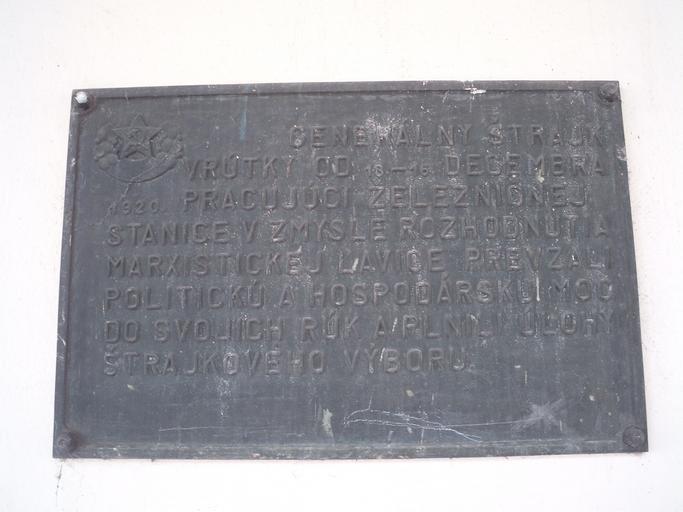 GENERÁLNY ŠTRAJK
VRÚTKY OD 13–16. DECEMBRA
1920. PRACUJÚCI ŽELEZNIČNEJ
STANICE V ZMYSLE ROZHODNUTIA
MARXISTICKEJ ĽAVICE PREVZALI
POLITICKÚ A HOSPODÁRSKU MOC
DO SVOJICH RÚK A PLNILI ÚLOHY
ŠTRAJKOVÉHO VÝBORU.